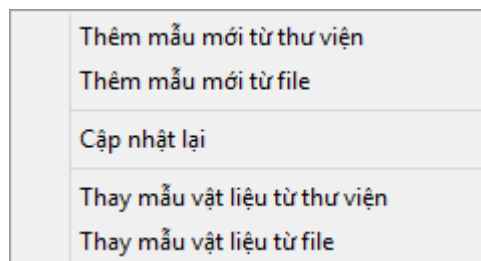 Thêm mẫu mới từ thư viện
Thêm mẫu mới từ file
Cập nhật lại
Thay mẫu vật liệu từ thư viện
Thay mẫu vật liệu từ file